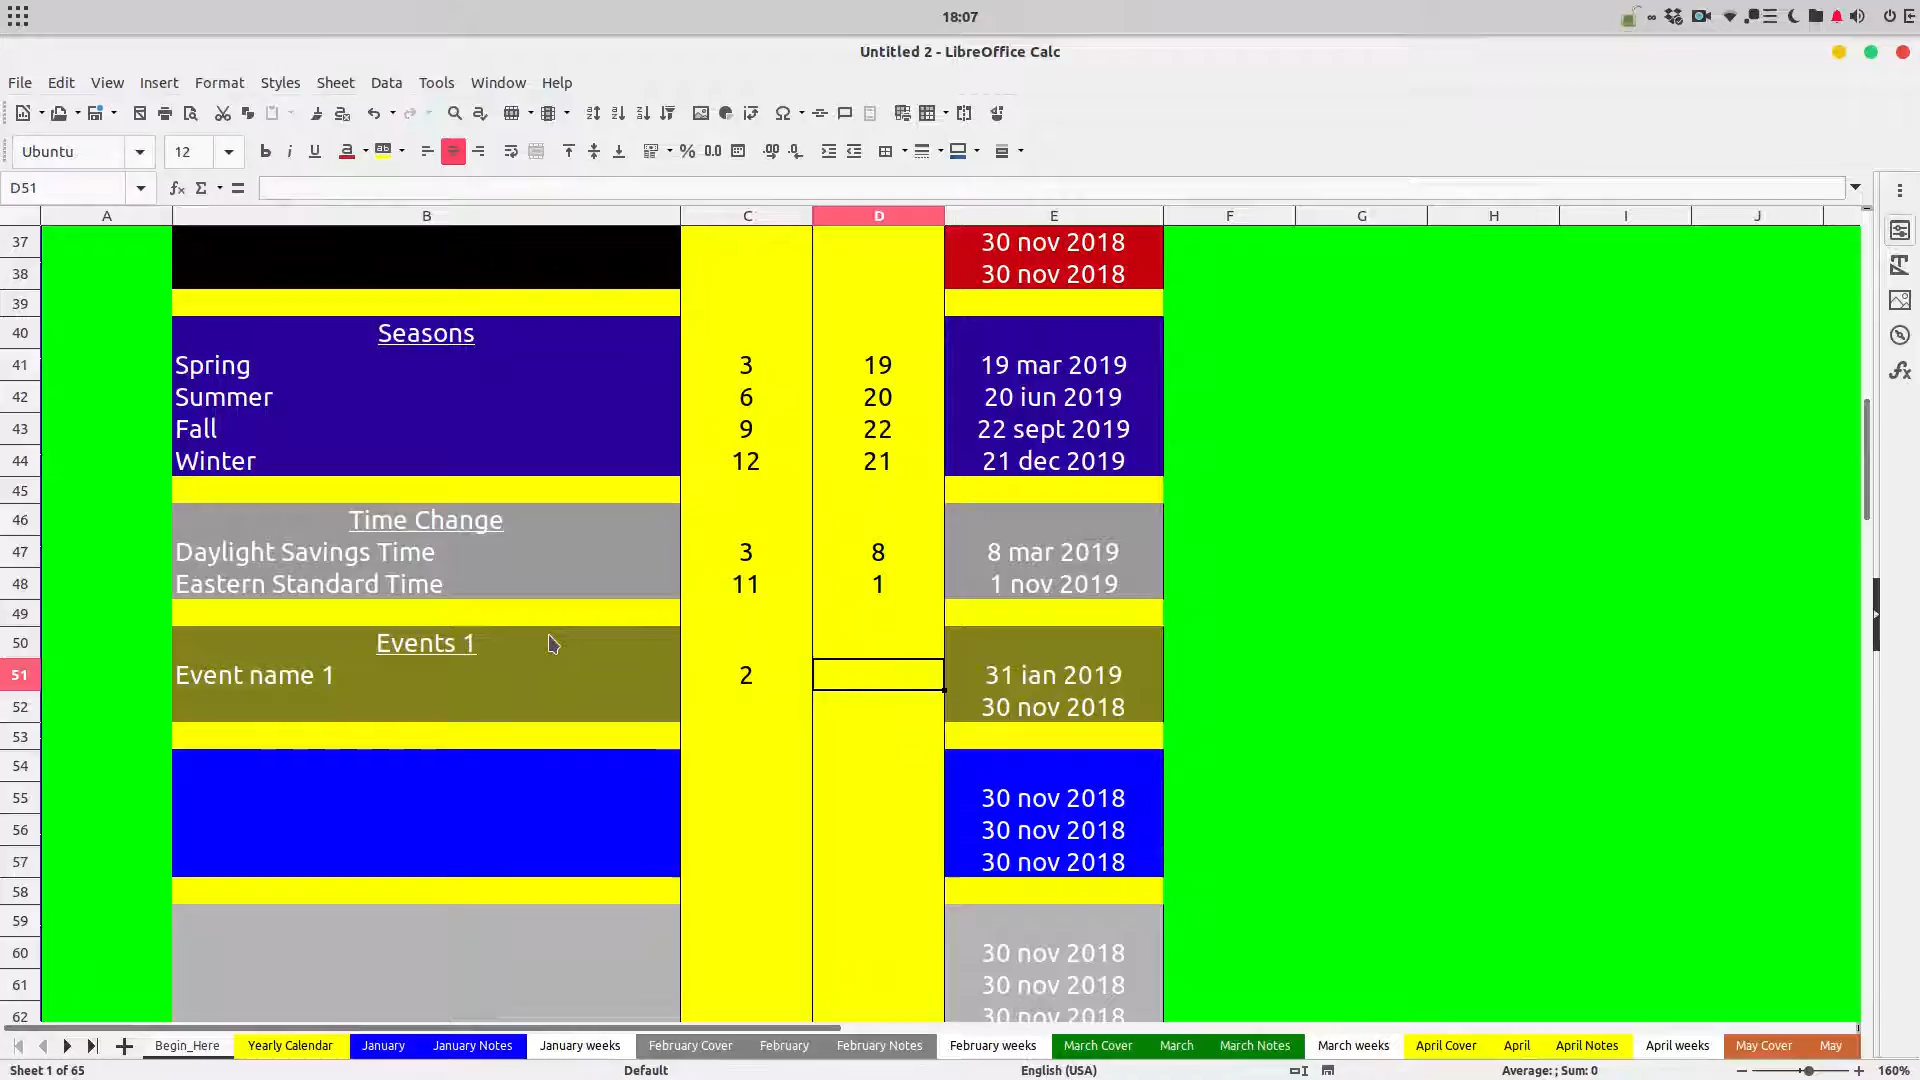 18:07
Untitled 2 - LibreOffice Calc
File Edit View Insert Format Styles Sheet Data Tools Window Help
Ubuntu 12
D51
A B C D E F G H I J
37 30 nov 2018
38 30 nov 2018
39
40 Seasons
41 Spring 3 19 19 mar 2019
42 Summer 6 20 20 iun 2019
43 Fall 9 22 22 sept 2019
44 Winter 12 21 21 dec 2019
45
46 Time Change
47 Daylight Savings Time 3 8 8 mar 2019
48 Eastern Standard Time 11 1 1 nov 2019
49
50 Events 1
51 Event name 1 2 31 ian 2019
52 30 nov 2018
53
54
55 30 nov 2018
56 30 nov 2018
57 30 nov 2018
58
59
60 30 nov 2018
61 30 nov 2018
62 30 nov 2018
Begin_Here Yearly Calendar January January Notes January weeks February Cover February February Notes February weeks March Cover March March Notes March weeks April Cover April April Notes April weeks May Cover May
Sheet 1 of 65 Default English (USA) Average: ; Sum: 0 160%